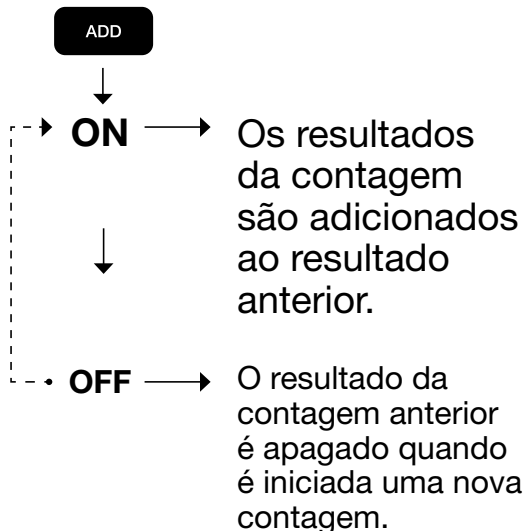 ADD
ON
Os resultados
da contagem
são adicionados
ao resultado
anterior.
OFF
O resultado da
contagem anterior
é apagado quando
é iniciada uma nova
contagem.